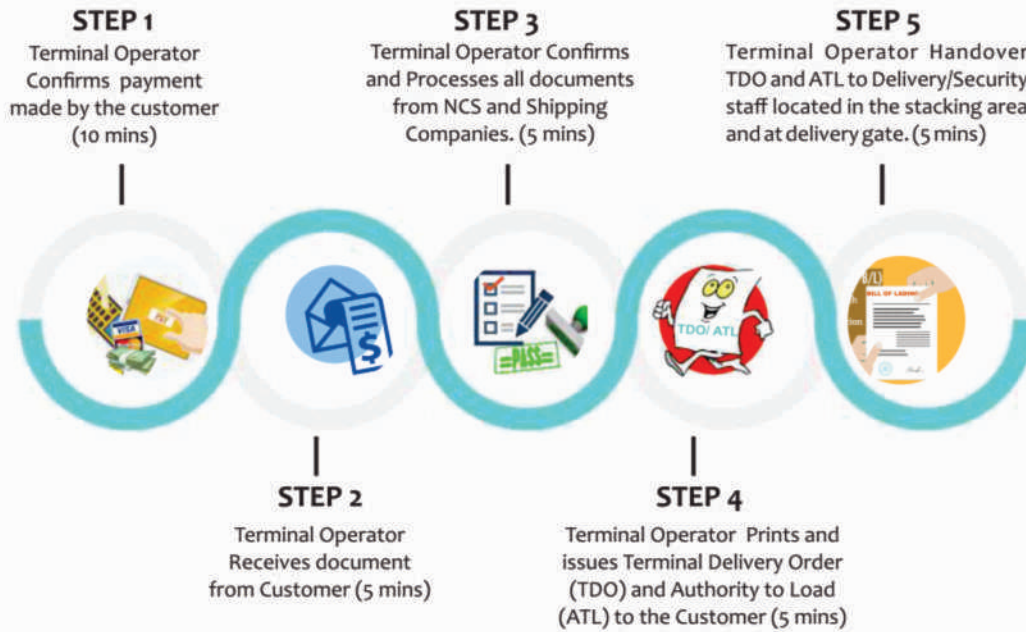 STEP 1
Terminal Operator
Confirms payment
made by the customer
(10 mins)
STEP 3
Terminal Operator Confirms
and Processes all documents
from NCS and Shipping
Companies. (5 mins)
STEP 5
Terminal Operator Handover
TDO and ATL to Delivery/Security
staff located in the stacking area
and at delivery gate. (5 mins)
VISA
$
=PASS=
TDO/ ATL
BILL OF LADING
STEP 2
Terminal Operator
Receives document
from Customer (5 mins)
STEP 4
Terminal Operator Prints and
issues Terminal Delivery Order
(TDO) and Authority to Load
(ATL) to the Customer (5 mins)